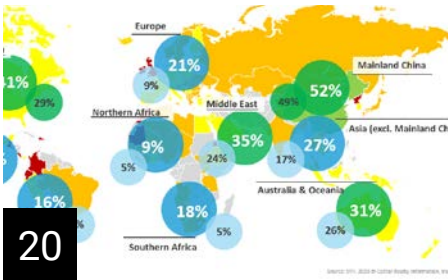 Europe
21%
9%
Mainland China
52%
49%
41%
29%
Northern Africa
9%
5%
Middle East
35%
24%
Asia (excl. Mainland Ch
27%
17%
16%
%
18%
5%
Southern Africa
Australia & Oceania
31%
26%
20